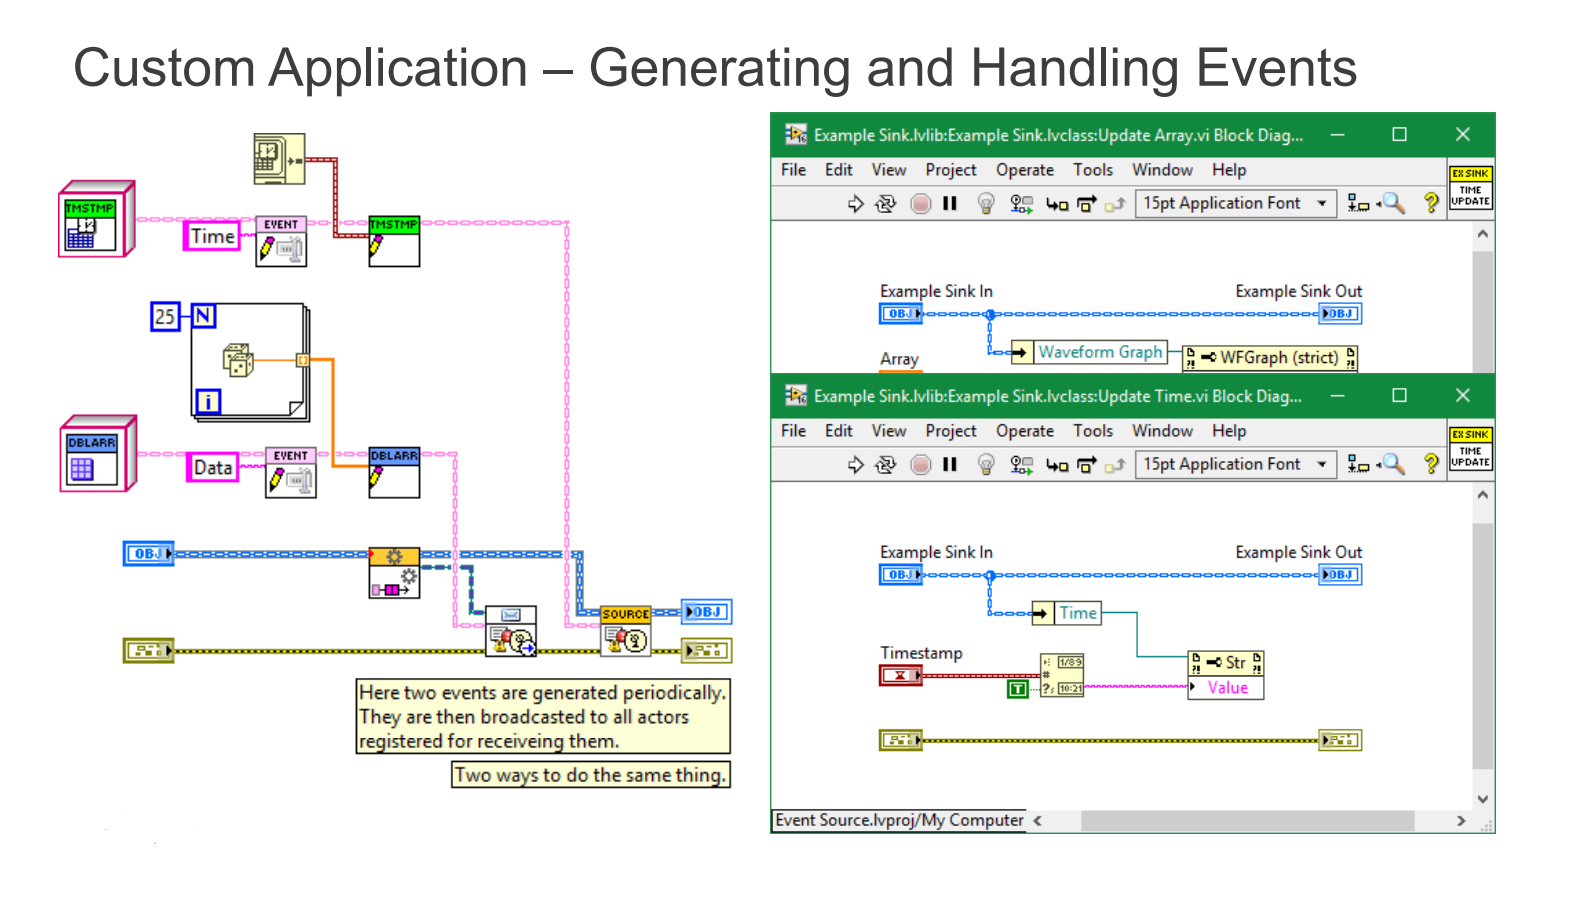 Custom Application – Generating and Handling Events
TMSTMP
Time
EVENT
TMSTMP
25
N
i
DBLARR
Data
EVENT
DBLARR
OBJ
SOURCE
OBJ
Here two events are generated periodically.
They are then broadcasted to all actors
registered for receiveing them.
Two ways to do the same thing.
Example Sink.lvlib:Example Sink.lvclass:Update Array.vi Block Diag...
File Edit View Project Operate Tools Window Help
15pt Application Font
EX SINK
TIME
UPDATE
Example Sink In
Example Sink Out
OBJ
OBJ
Array
Waveform Graph
WFGraph (strict)
Example Sink.lvlib:Example Sink.lvclass:Update Time.vi Block Diag...
File Edit View Project Operate Tools Window Help
15pt Application Font
EX SINK
TIME
UPDATE
Example Sink In
Example Sink Out
OBJ
OBJ
Time
Timestamp
1/89
10:21
T
Str
Value
Event Source.lvproj/My Computer